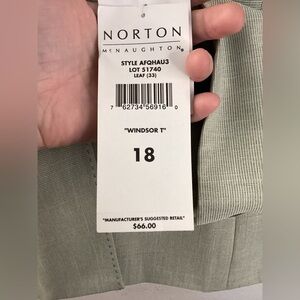 NORTON
McNAUGHTON®
STYLE AFQHAU3
LOT 51740
LEAF (33)
7 62734 56916 0
"WINDSOR T"
18
"MANUFACTURER'S SUGGESTED RETAIL"
$66.00